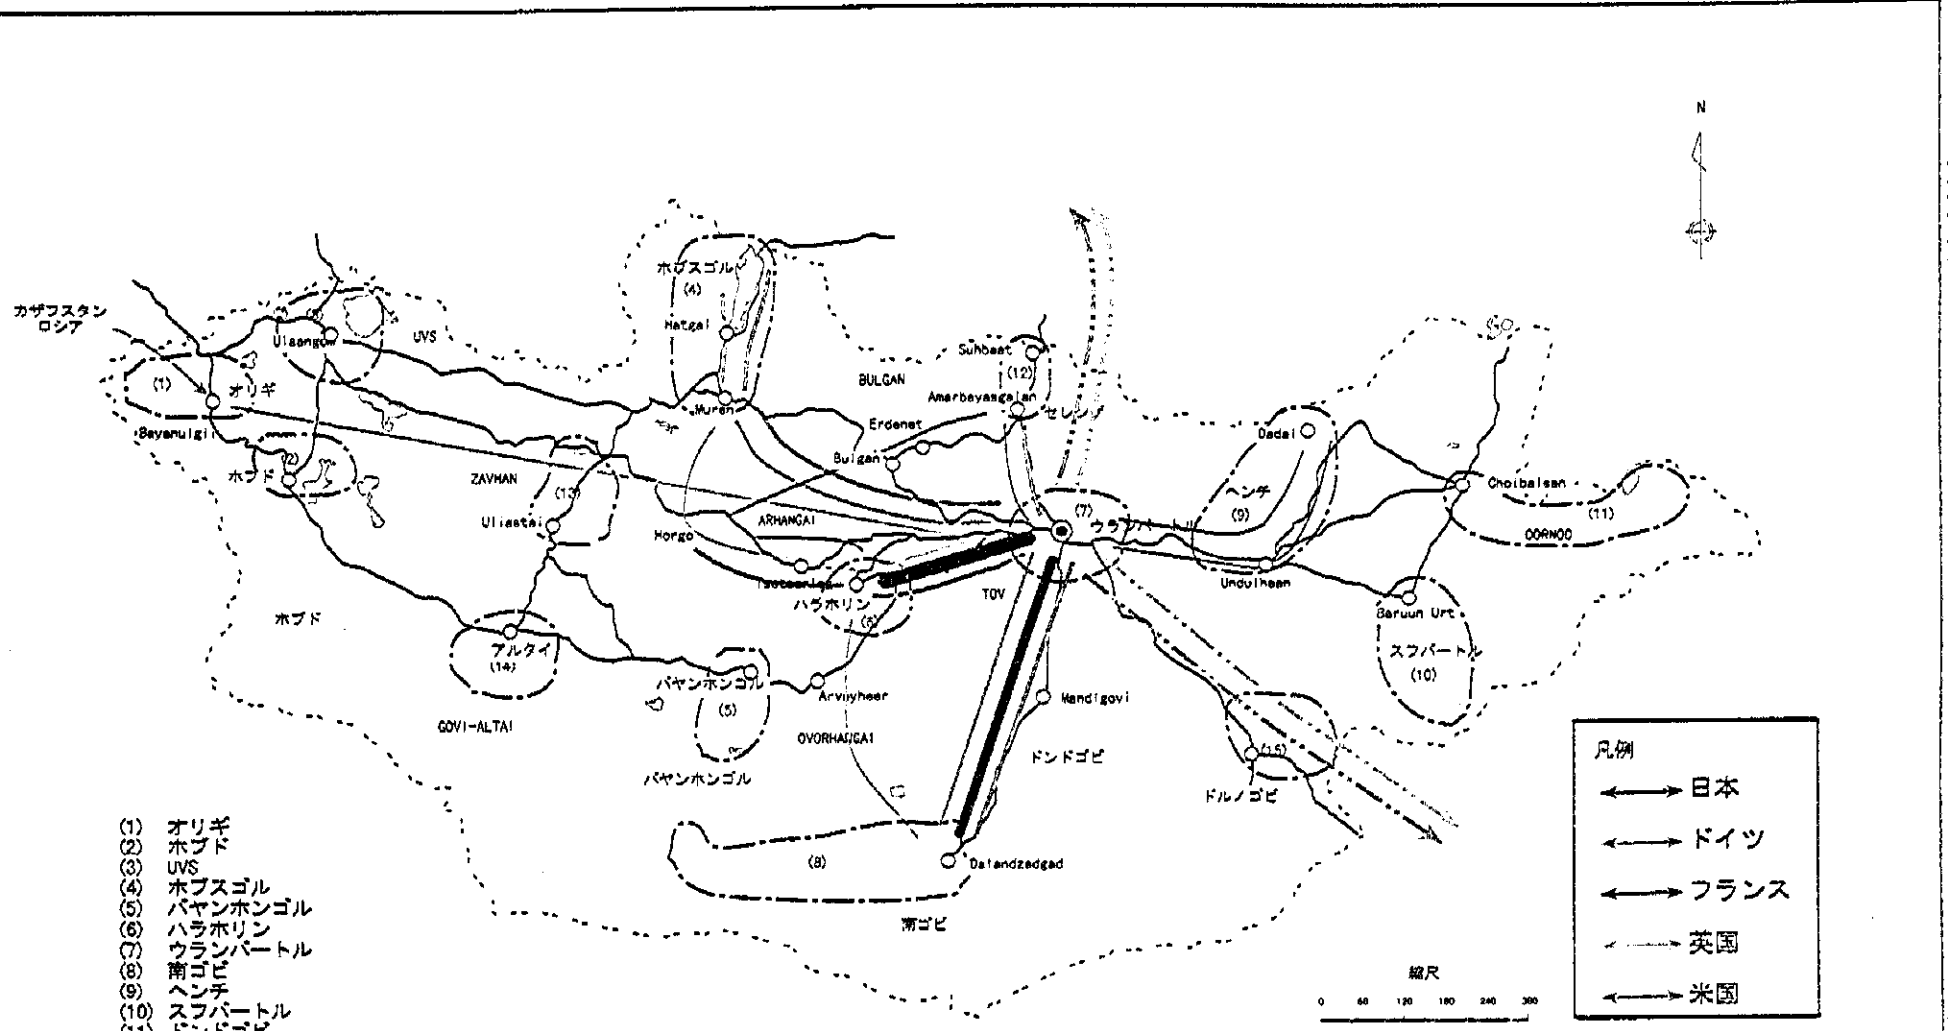 N
カザフスタン
ロシア
ホブスゴル
(4)
Hatgal
Ulaangom
UVS
(1)
オリギ
Bayanulgii
(2)
ホブド
ZAVHAN
(13)
Uliastai
Muren
BULGAN
Suhbaat
(12)
Amarbayasgalan
セレンゲ
Erdenet
Bulgan
ARHANGAI
Horgo
Tsetserleg
ハラホリン
(6)
(7)
ウランバートル
TOV
Dadal
ヘンチ
(9)
Undulhaan
Choibalsan
(11)
DORNOD
Baruun Urt
スフバートル
(10)
ホブド
アルタイ
(14)
GOVI-ALTAI
バヤンホンゴル
(5)
バヤンホンゴル
Arvayheer
OVORHANGAI
Mandigovi
ドンドゴビ
(15)
ドルノゴビ
(8)
Dalandzadgad
南ゴビ
(1) オリギ
(2) ホブド
(3) UVS
(4) ホブスゴル
(5) バヤンホンゴル
(6) ハラホリン
(7) ウランバートル
(8) 南ゴビ
(9) ヘンチ
(10) スフバートル
(11) ドンドゴビ
凡例
日本
ドイツ
フランス
英国
米国
縮尺
0 60 120 180 240 300